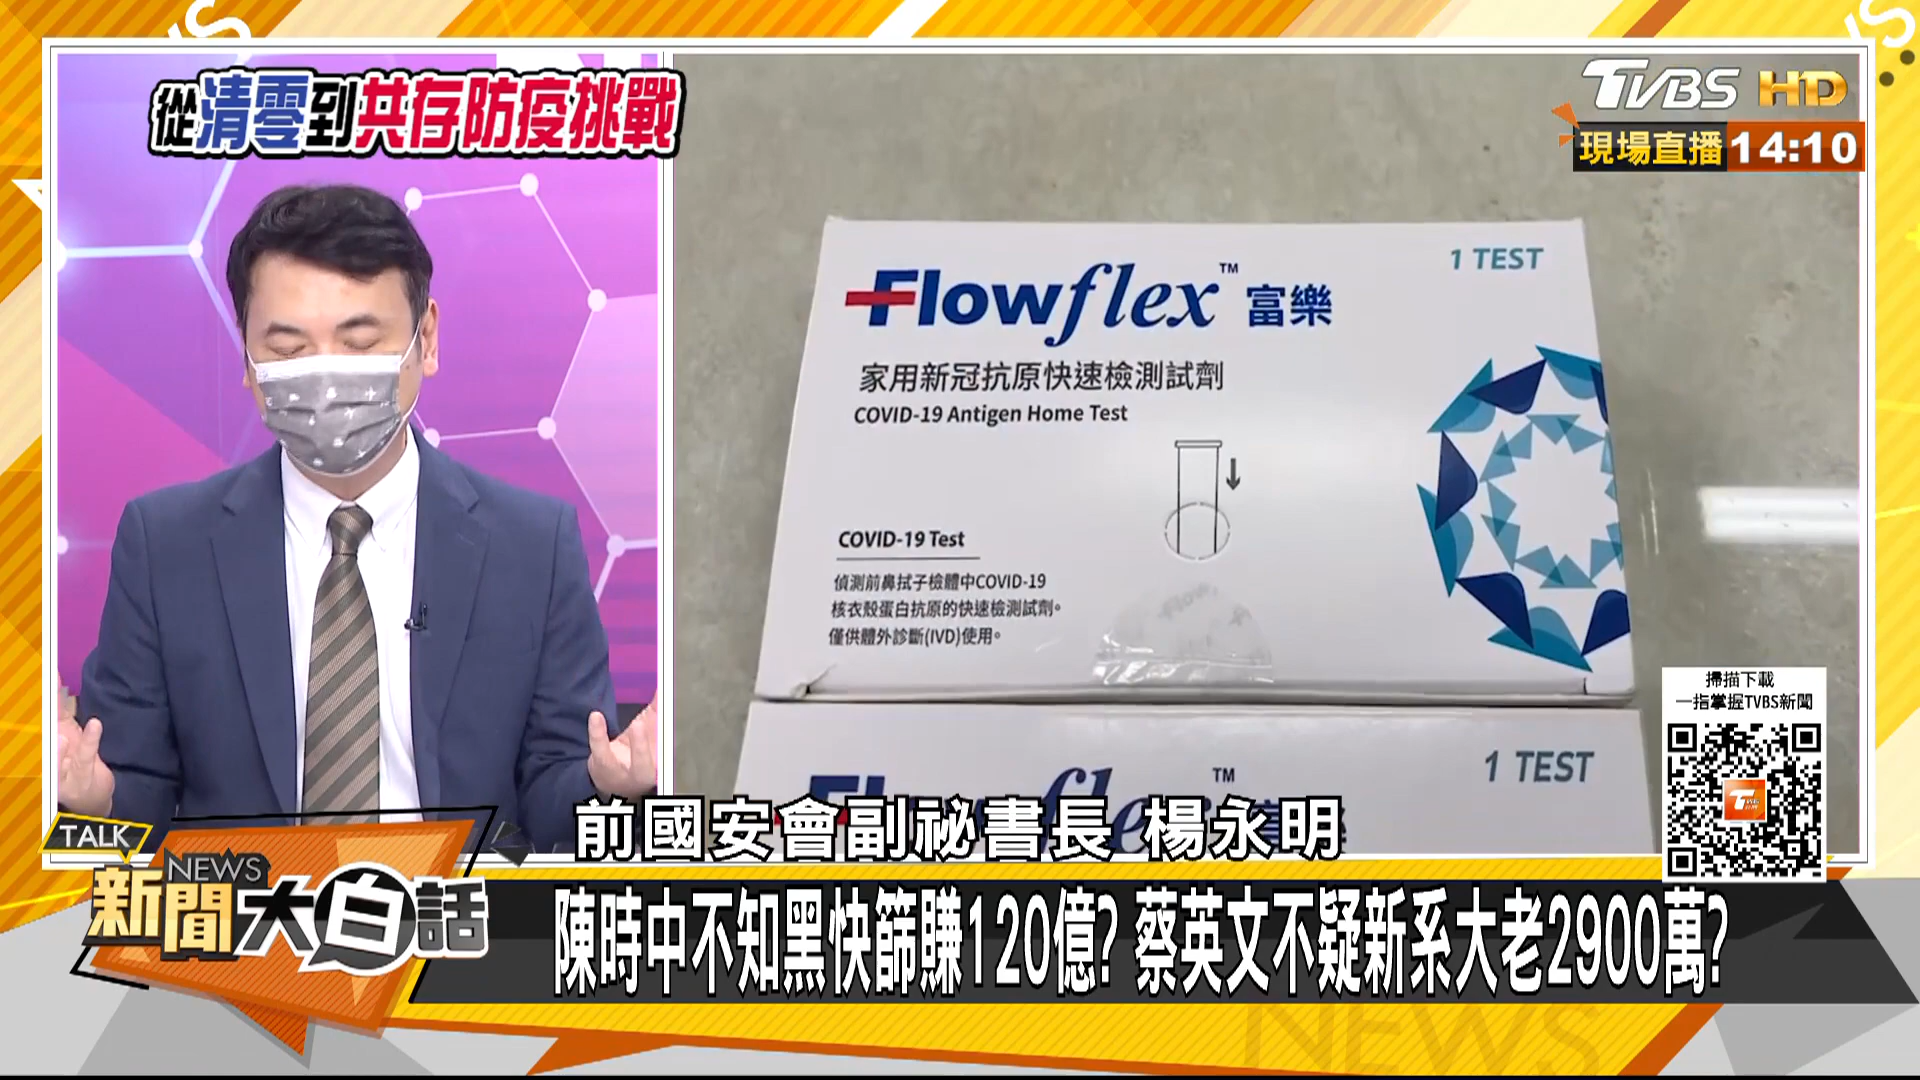 從清零到共存防疫挑戰
TVBS HD
現場直播 14:10
Flowflex™ 富樂
1 TEST
家用新冠抗原快速檢測試劑
COVID-19 Antigen Home Test
COVID-19 Test
偵測前鼻拭子檢體中COVID-19
核衣殼蛋白抗原的快速檢測試劑。
僅供體外診斷(IVD)使用。
Flowflex™ 富樂
1 TEST
掃描下載
一指掌握TVBS新聞
前國安會副祕書長 楊永明
TALK
NEWS
新聞大白話
陳時中不知黑快篩賺120億? 蔡英文不疑新系大老2900萬?
NEWS